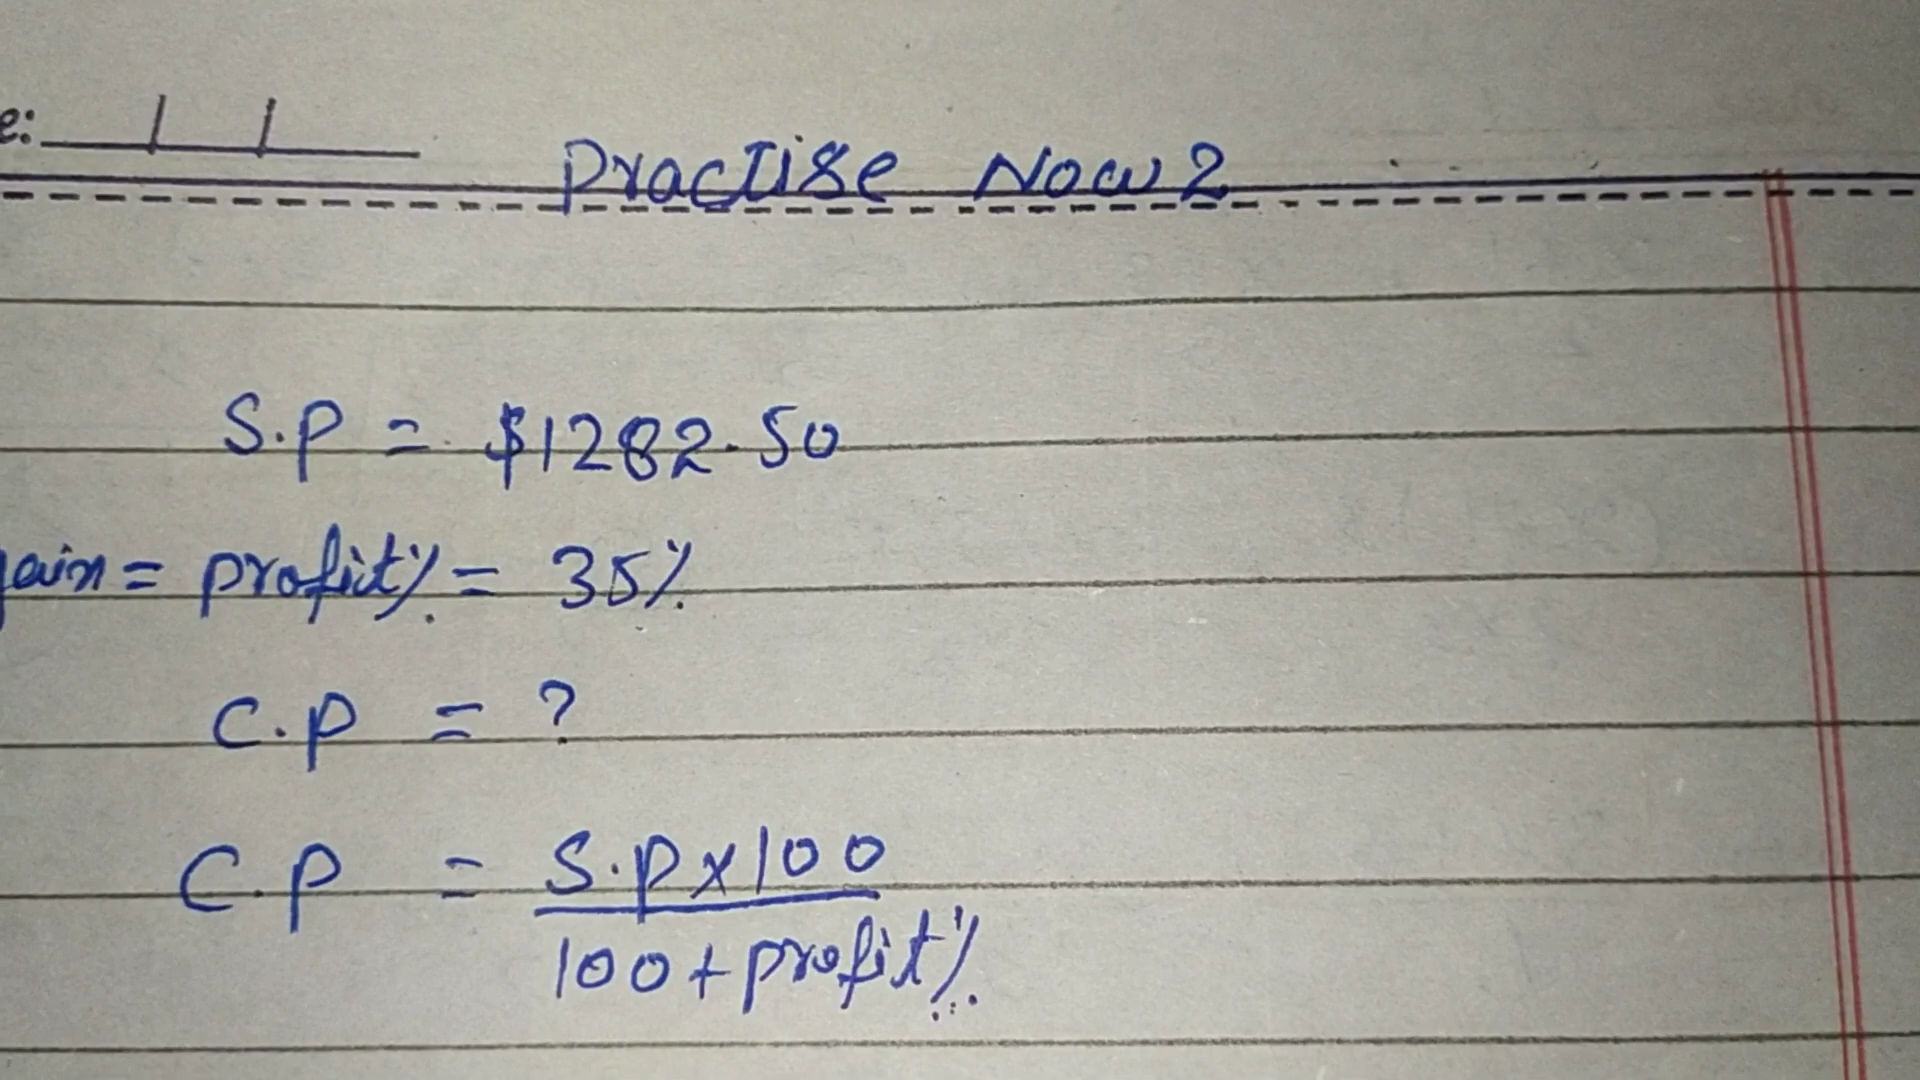 e: / /
Practise Now 2
S.P = $1282.50
gain = profit% = 35%
C.P = ?
C.P = S.P x 100
100 + profit%